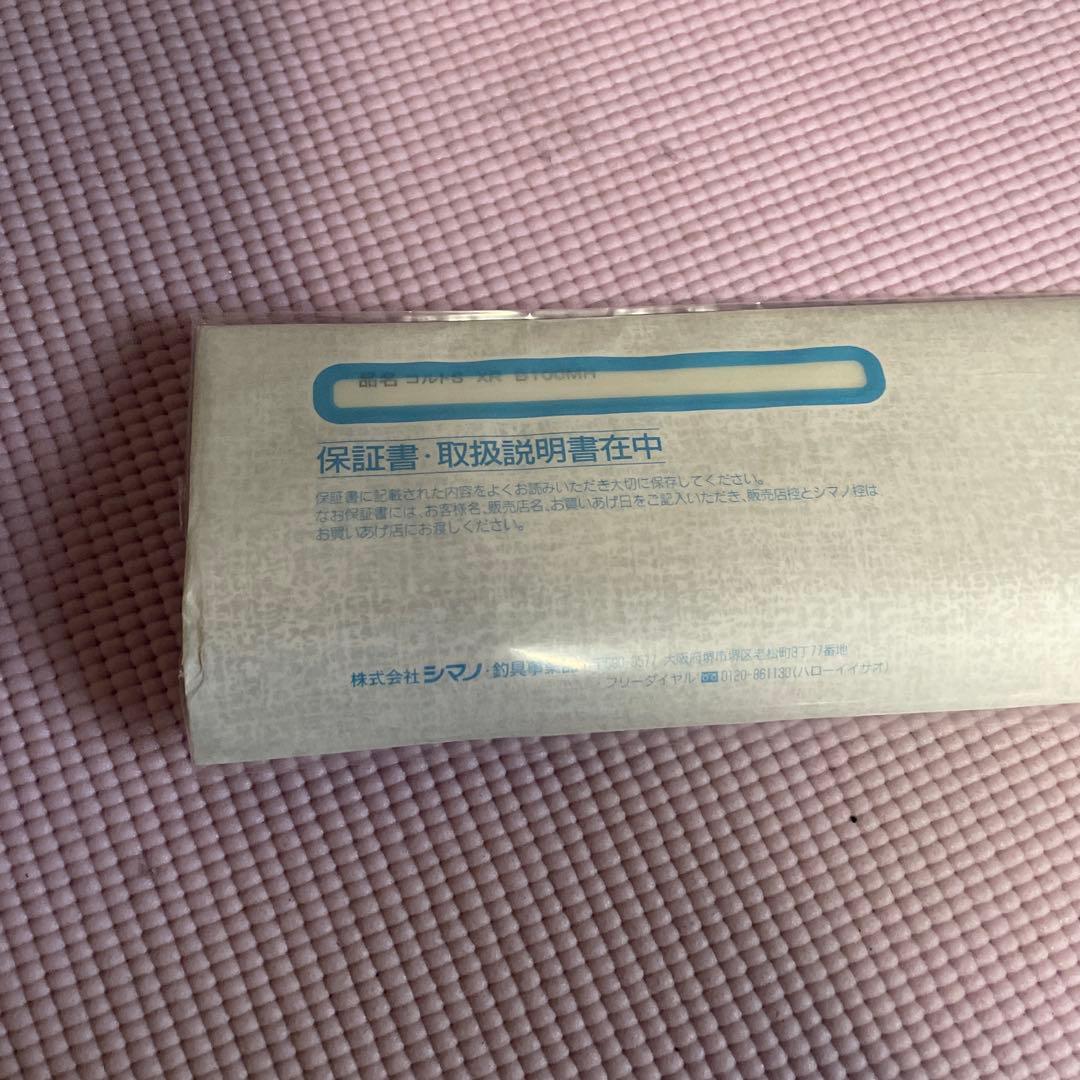 品名 コルトS XR B100MH
保証書・取扱説明書在中
保証書に記載された内容をよくお読みいただき大切に保存してください。
なお保証書には、お客様名、販売店名、お買いあげ日をご記入いただき、販売店控とシマノ控は
お買いあげ店にお渡しください。
株式会社シマノ・釣具事業部 大阪府堺市堺区老松町3丁77番地
フリーダイヤル 0120-861130(ハローイイサオ)